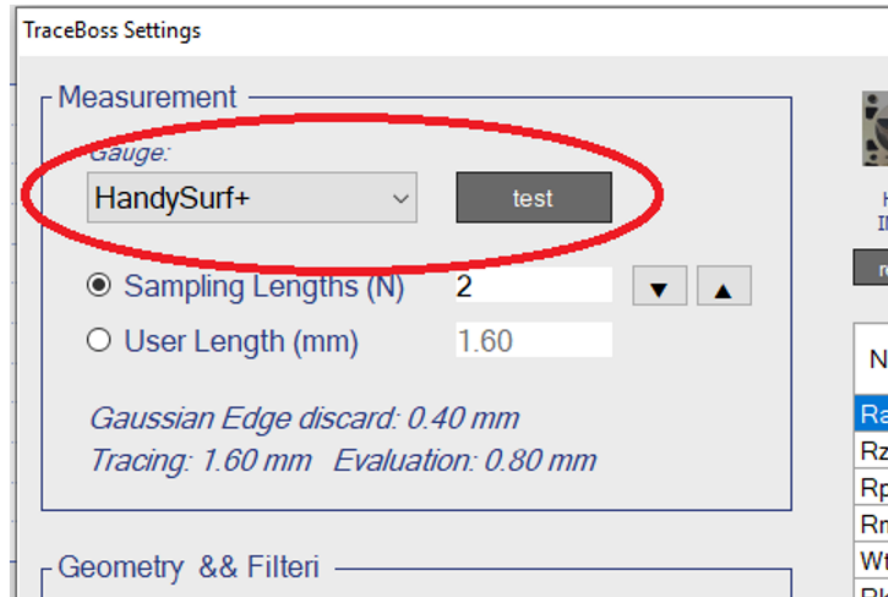 TraceBoss Settings
Measurement
Gauge:
HandySurf+
test
Sampling Lengths (N) 2 ▼ ▲
User Length (mm) 1.60
Gaussian Edge discard: 0.40 mm
Tracing: 1.60 mm Evaluation: 0.80 mm
Geometry && Filteri
N
Ra
Rz
Wt